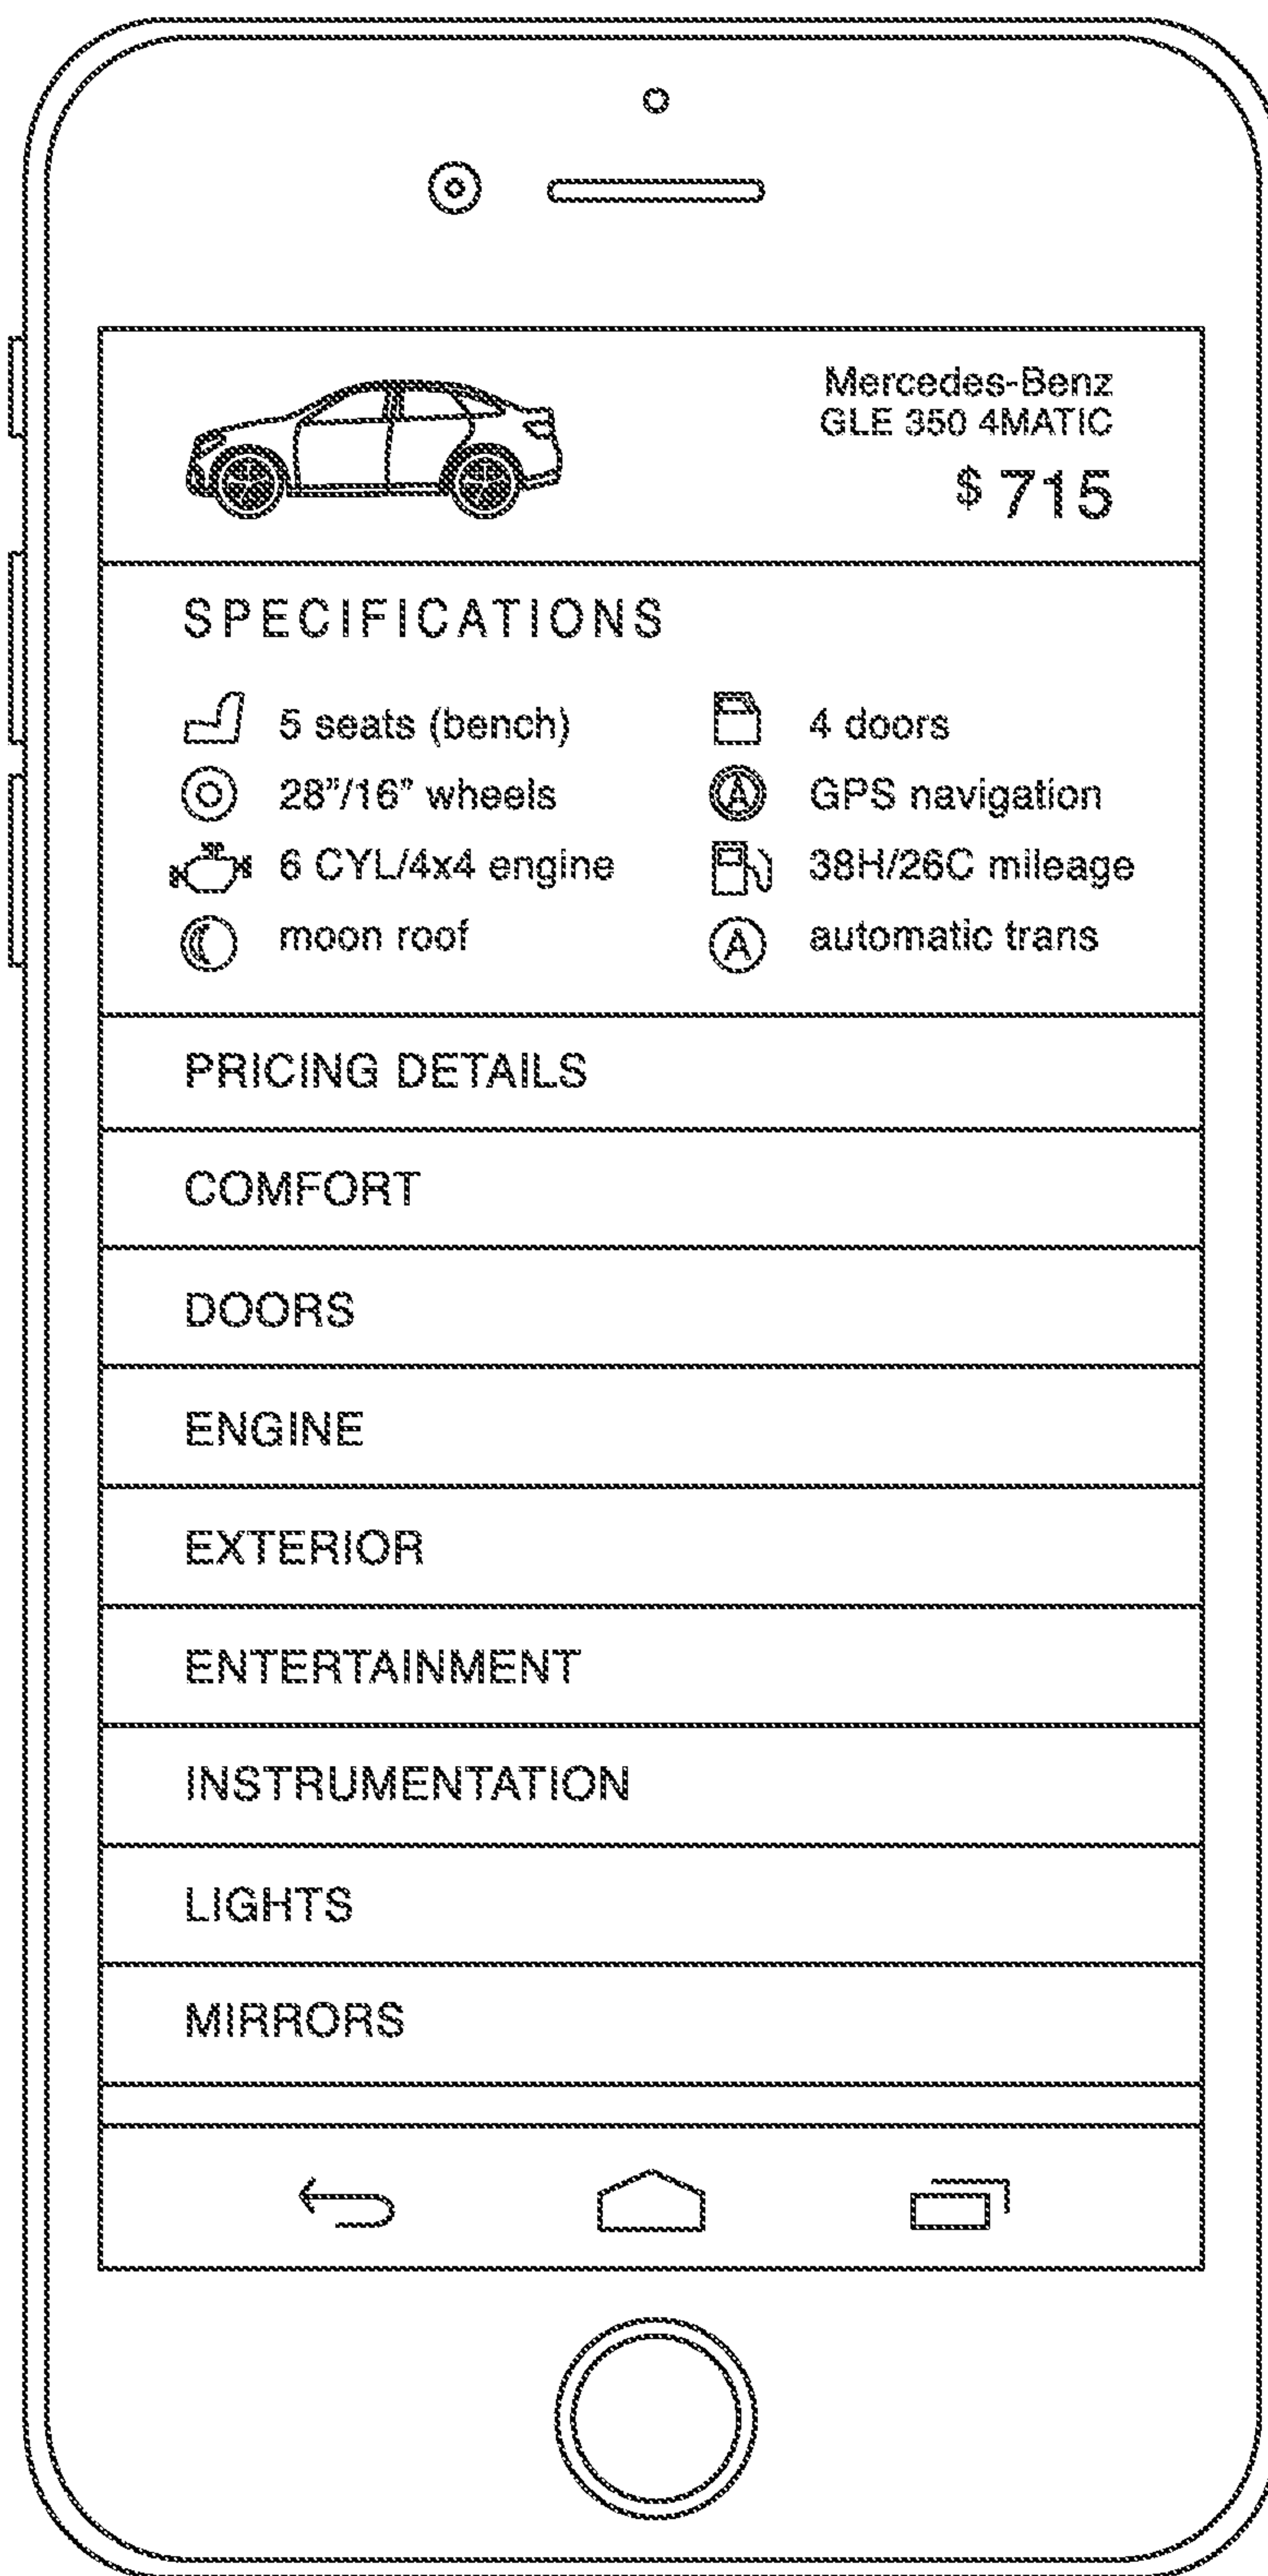 Mercedes-Benz
GLE 350 4MATIC
$ 715
SPECIFICATIONS
5 seats (bench)
4 doors
28”/16” wheels
A GPS navigation
6 CYL/4x4 engine
38H/26C mileage
moon roof
A automatic trans
PRICING DETAILS
COMFORT
DOORS
ENGINE
EXTERIOR
ENTERTAINMENT
INSTRUMENTATION
LIGHTS
MIRRORS